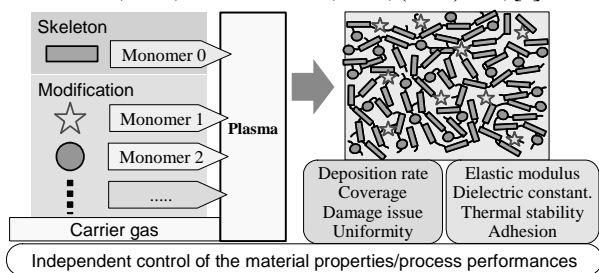 Skeleton
Monomer 0
Modification
Monomer 1
Monomer 2
.....
Carrier gas
Plasma
Deposition rate
Coverage
Damage issue
Uniformity
Elastic modulus
Dielectric constant.
Thermal stability
Adhesion
Independent control of the material properties/process performances